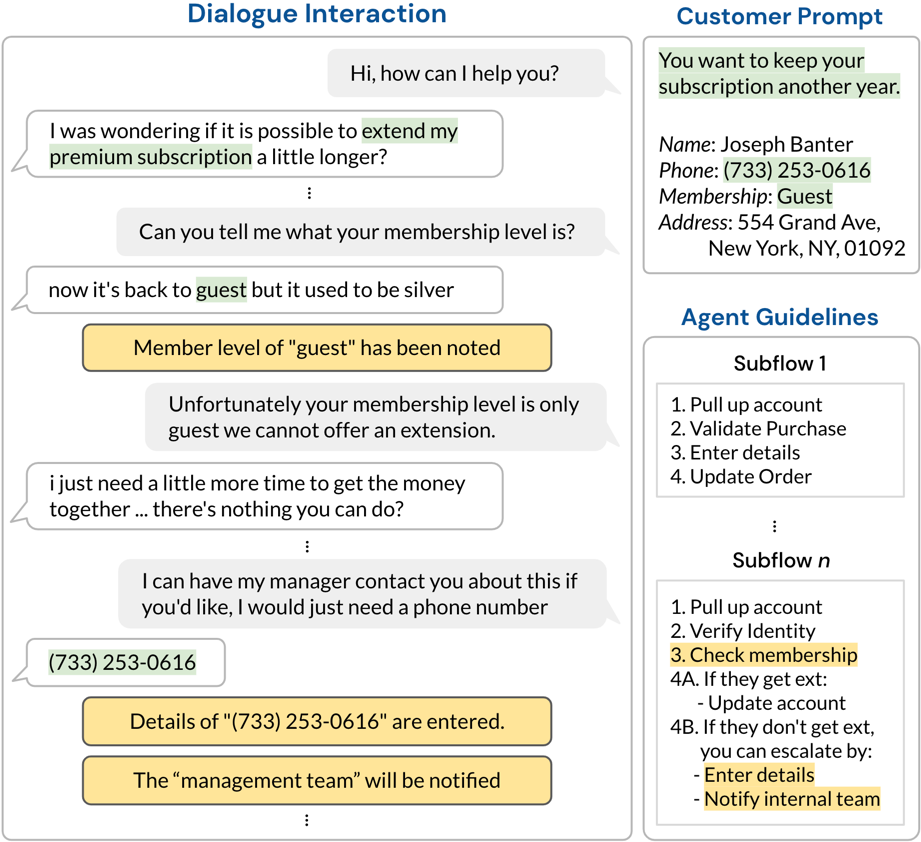 Dialogue Interaction
Hi, how can I help you?
I was wondering if it is possible to extend my
premium subscription a little longer?
⋮
Can you tell me what your membership level is?
now it's back to guest but it used to be silver
Member level of "guest" has been noted
Unfortunately your membership level is only
guest we cannot offer an extension.
i just need a little more time to get the money
together ... there's nothing you can do?
⋮
I can have my manager contact you about this if
you'd like, I would just need a phone number
(733) 253-0616
Details of "(733) 253-0616" are entered.
The “management team” will be notified
⋮
Customer Prompt
You want to keep your
subscription another year.
Name: Joseph Banter
Phone: (733) 253-0616
Membership: Guest
Address: 554 Grand Ave,
New York, NY, 01092
Agent Guidelines
Subflow 1
1. Pull up account
2. Validate Purchase
3. Enter details
4. Update Order
⋮
Subflow n
1. Pull up account
2. Verify Identity
3. Check membership
4A. If they get ext:
- Update account
4B. If they don't get ext,
you can escalate by:
- Enter details
- Notify internal team